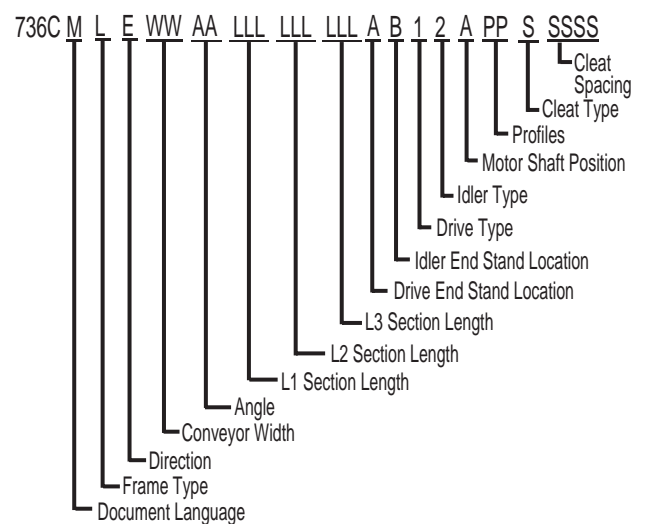 736C M L E WW AA LLL LLL LLL A B 1 2 A PP S SSSS
Cleat
Spacing
Cleat Type
Profiles
Motor Shaft Position
Idler Type
Drive Type
Idler End Stand Location
Drive End Stand Location
L3 Section Length
L2 Section Length
L1 Section Length
Angle
Conveyor Width
Direction
Frame Type
Document Language